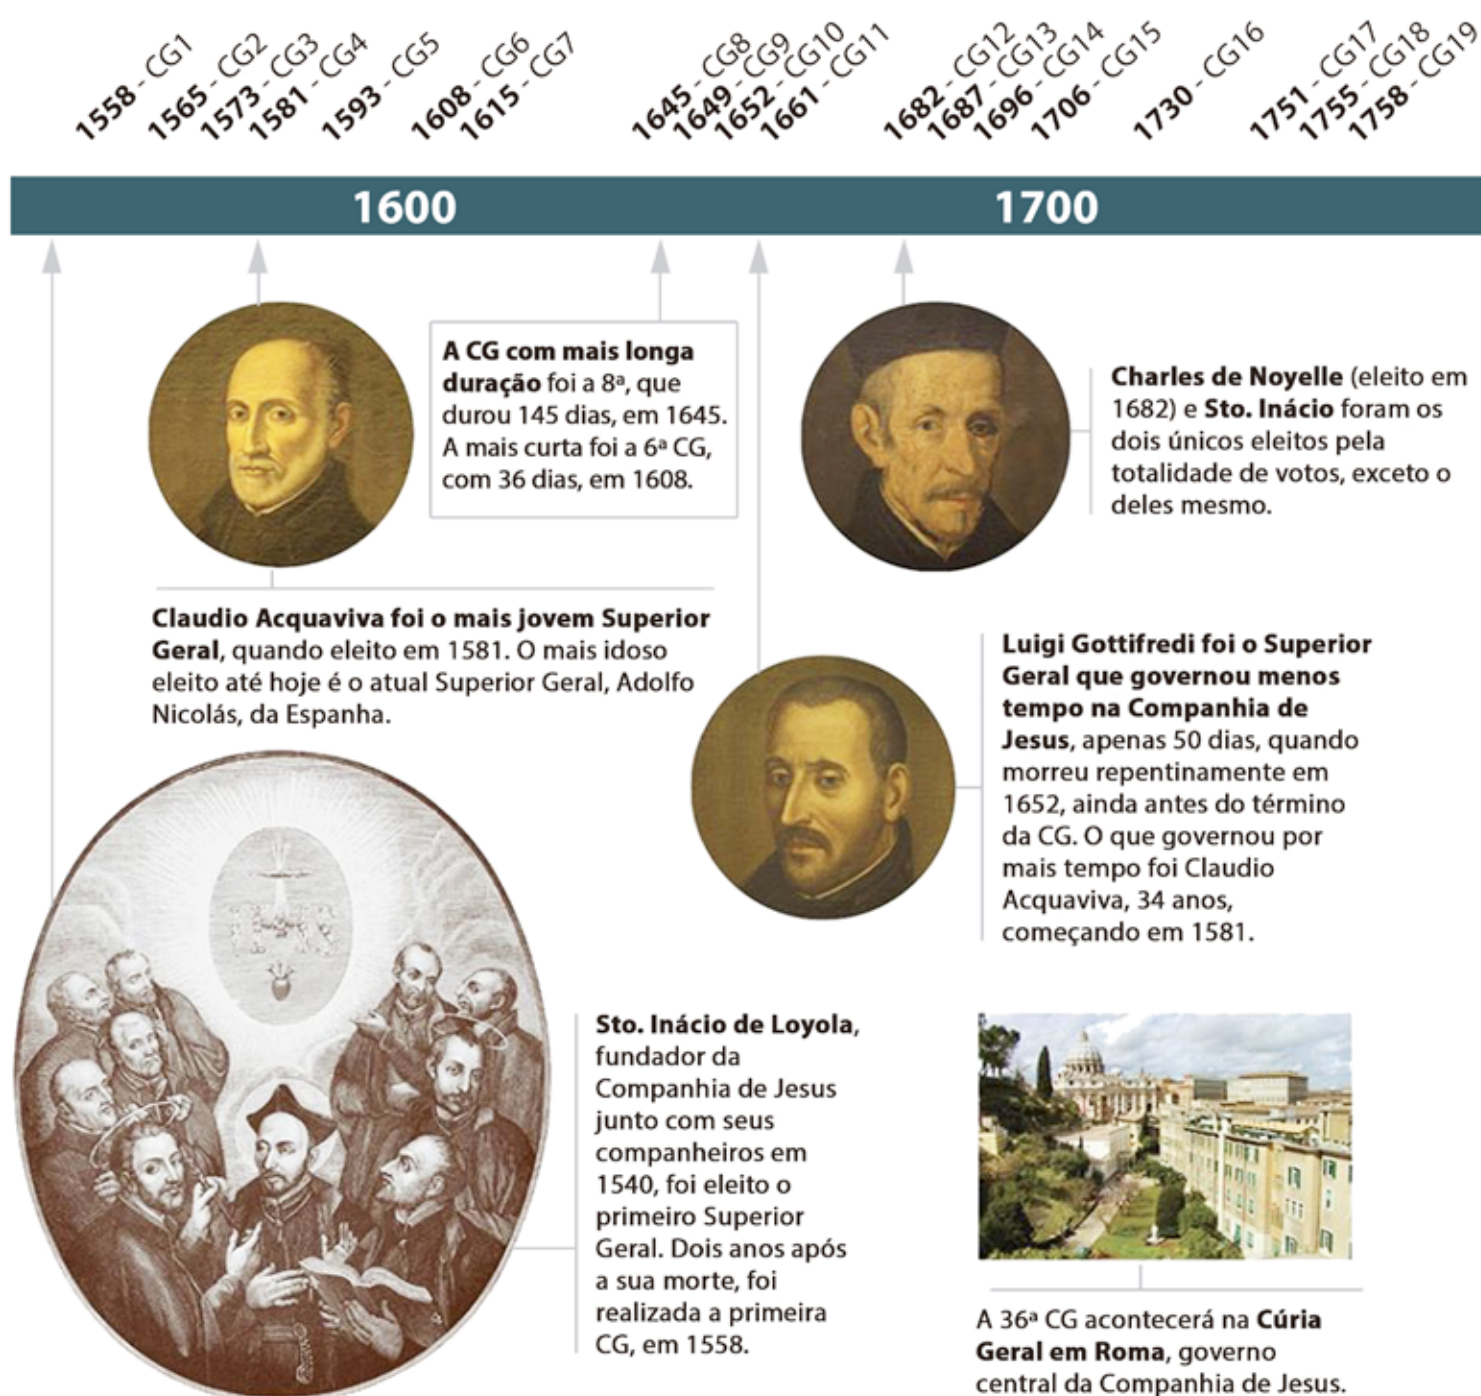 1558 - CG1
1565 - CG2
1573 - CG3
1581 - CG4
1593 - CG5
1608 - CG6
1615 - CG7
1645 - CG8
1649 - CG9
1652 - CG10
1661 - CG11
1682 - CG12
1687 - CG13
1696 - CG14
1706 - CG15
1730 - CG16
1751 - CG17
1755 - CG18
1758 - CG19
1600
1700
A CG com mais longa
duração foi a 8ª, que
durou 145 dias, em 1645.
A mais curta foi a 6ª CG,
com 36 dias, em 1608.
Charles de Noyelle (eleito em
1682) e Sto. Inácio foram os
dois únicos eleitos pela
totalidade de votos, exceto o
deles mesmo.
Claudio Acquaviva foi o mais jovem Superior
Geral, quando eleito em 1581. O mais idoso
eleito até hoje é o atual Superior Geral, Adolfo
Nicolás, da Espanha.
Luigi Gottifredi foi o Superior
Geral que governou menos
tempo na Companhia de
Jesus, apenas 50 dias, quando
morreu repentinamente em
1652, ainda antes do término
da CG. O que governou por
mais tempo foi Claudio
Acquaviva, 34 anos,
começando em 1581.
Sto. Inácio de Loyola,
fundador da
Companhia de Jesus
junto com seus
companheiros em
1540, foi eleito o
primeiro Superior
Geral. Dois anos após
a sua morte, foi
realizada a primeira
CG, em 1558.
A 36ª CG acontecerá na Cúria
Geral em Roma, governo
central da Companhia de Jesus.